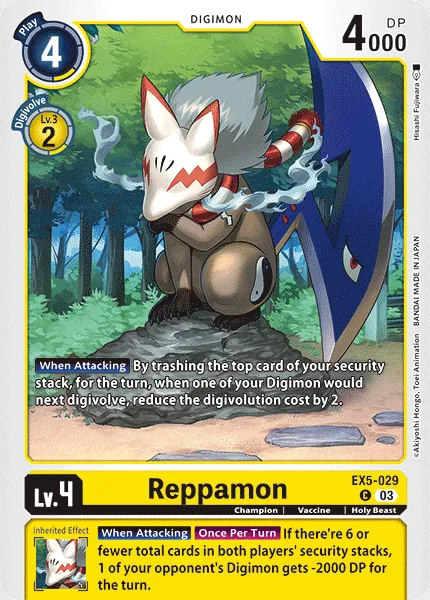 DIGIMON
Play
4
DP
4000
Digivolve
Lv.3
2
Hisashi Fujiwara
©Akiyoshi Hongo, Toei Animation BANDAI MADE IN JAPAN
When Attacking By trashing the top card of your security
stack, for the turn, when one of your Digimon would
next digivolve, reduce the digivolution cost by 2.
Lv.4
Reppamon
EX5-029
C 03
Champion | Vaccine | Holy Beast
Inherited Effect
When Attacking Once Per Turn If there's 6 or
fewer total cards in both players' security stacks,
1 of your opponent's Digimon gets -2000 DP for
the turn.